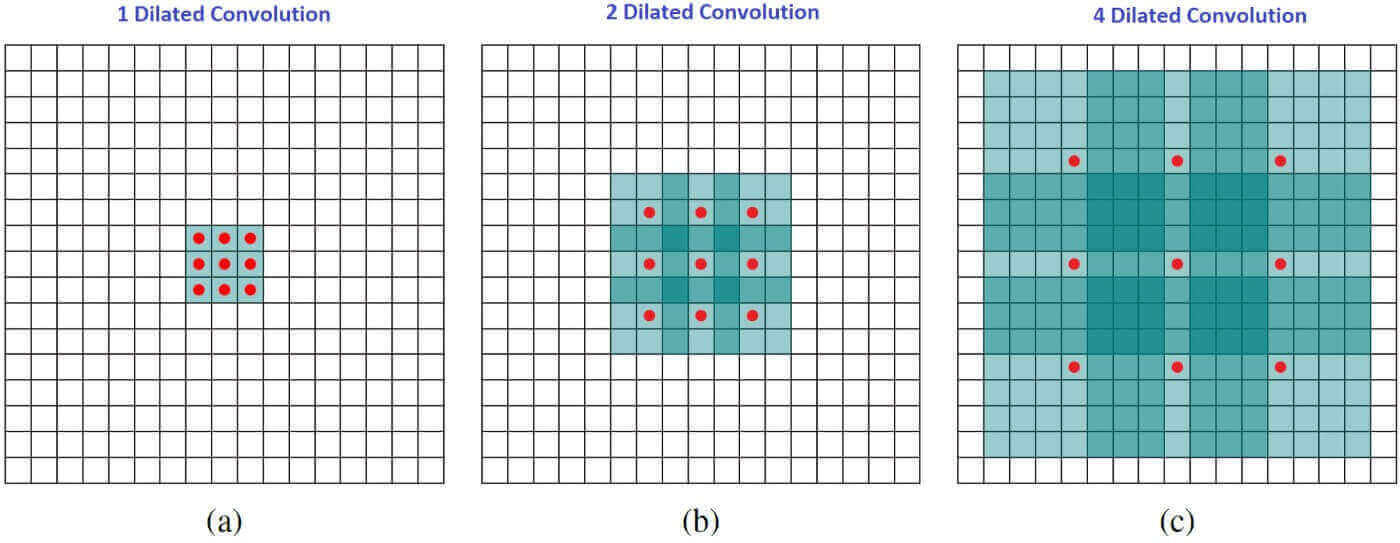 1 Dilated Convolution
2 Dilated Convolution
4 Dilated Convolution
(a)
(b)
(c)